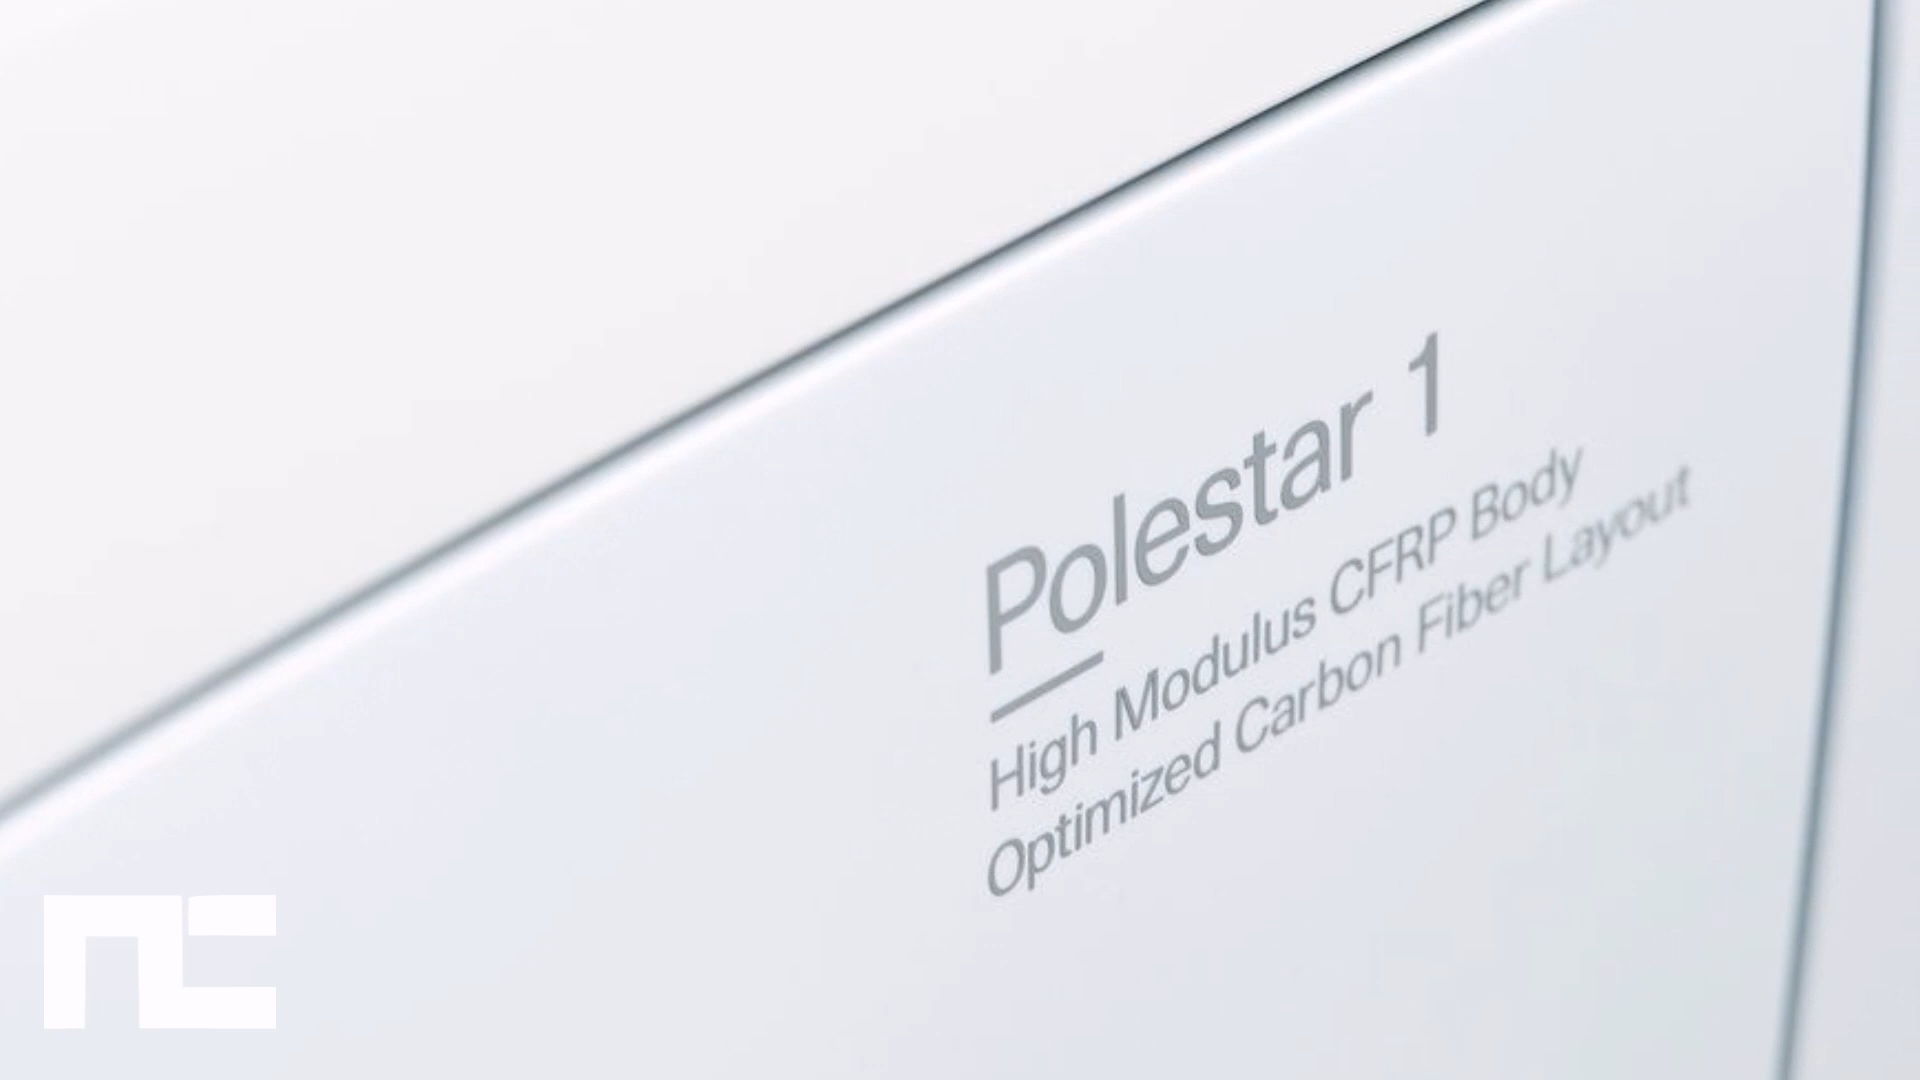 Polestar 1
High Modulus CFRP Body
Optimized Carbon Fiber Layout